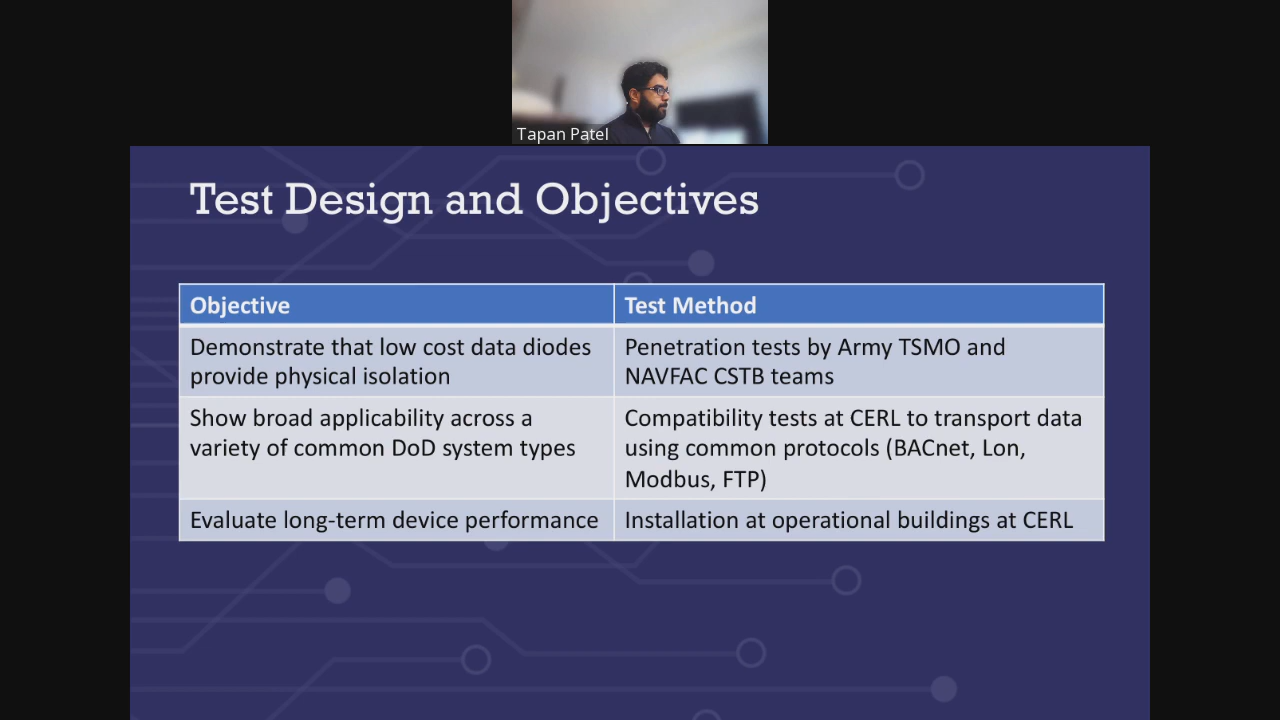 Tapan Patel
Test Design and Objectives
Objective
Test Method
Demonstrate that low cost data diodes
provide physical isolation
Penetration tests by Army TSMO and
NAVFAC CSTB teams
Show broad applicability across a
variety of common DoD system types
Compatibility tests at CERL to transport data
using common protocols (BACnet, Lon,
Modbus, FTP)
Evaluate long-term device performance
Installation at operational buildings at CERL